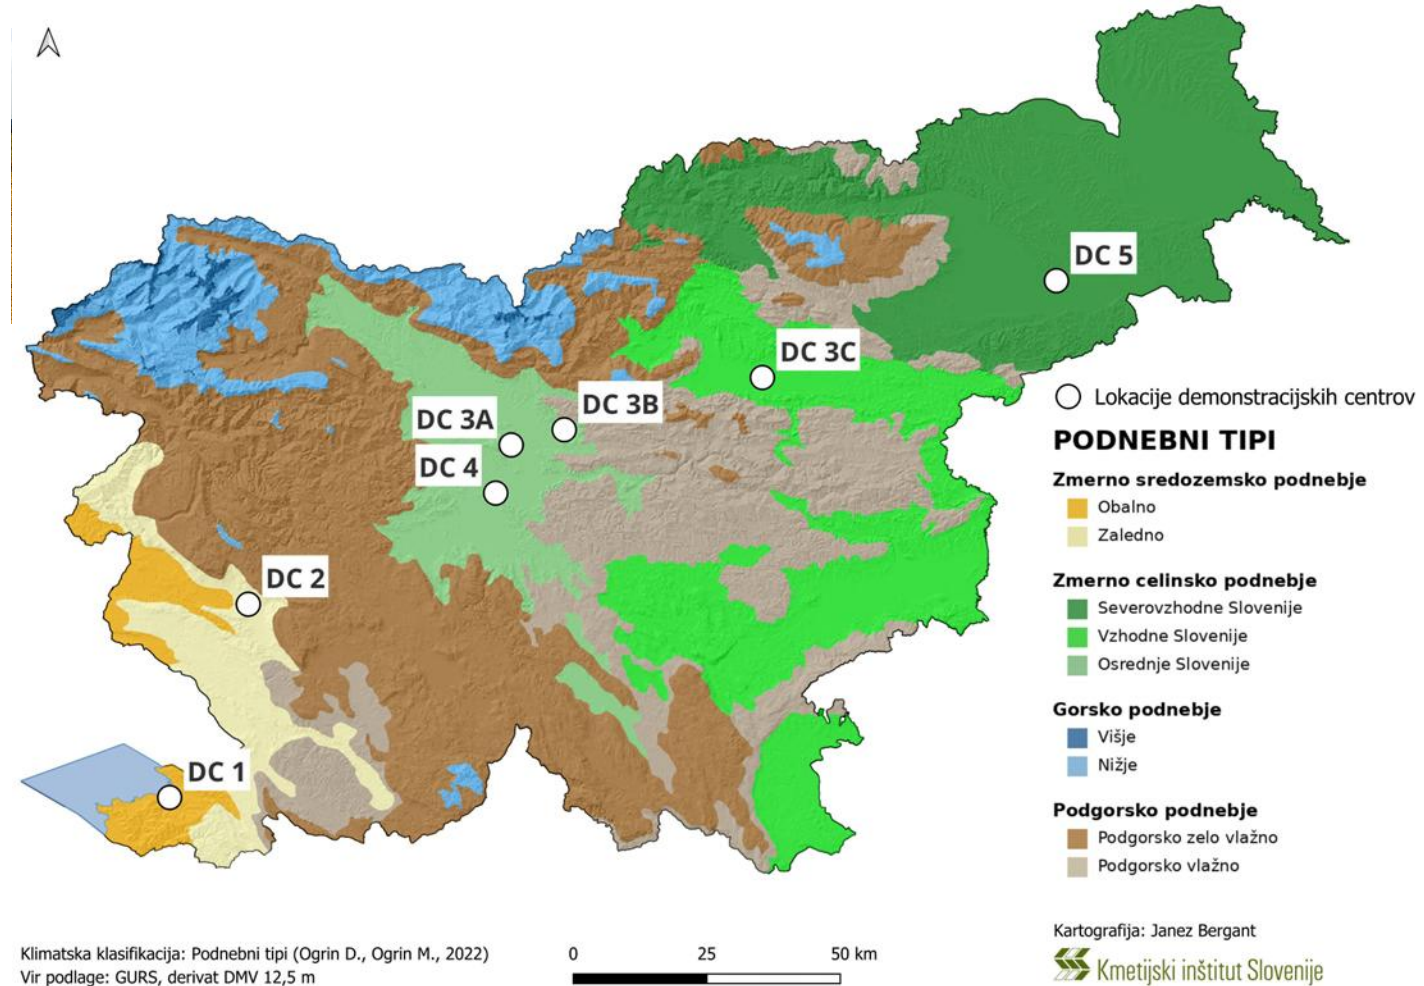 DC 5
DC 3C
DC 3B
DC 3A
DC 4
DC 2
DC 1
Lokacije demonstracijskih centrov
PODNEBNI TIPI
Zmerno sredozemsko podnebje
Obalno
Zaledno
Zmerno celinsko podnebje
Severovzhodne Slovenije
Vzhodne Slovenije
Osrednje Slovenije
Gorsko podnebje
Višje
Nižje
Podgorsko podnebje
Podgorsko zelo vlažno
Podgorsko vlažno
Klimatska klasifikacija: Podnebni tipi (Ogrin D., Ogrin M., 2022)
Vir podlage: GURS, derivat DMV 12,5 m
0 25 50 km
Kartografija: Janez Bergant
Kmetijski inštitut Slovenije